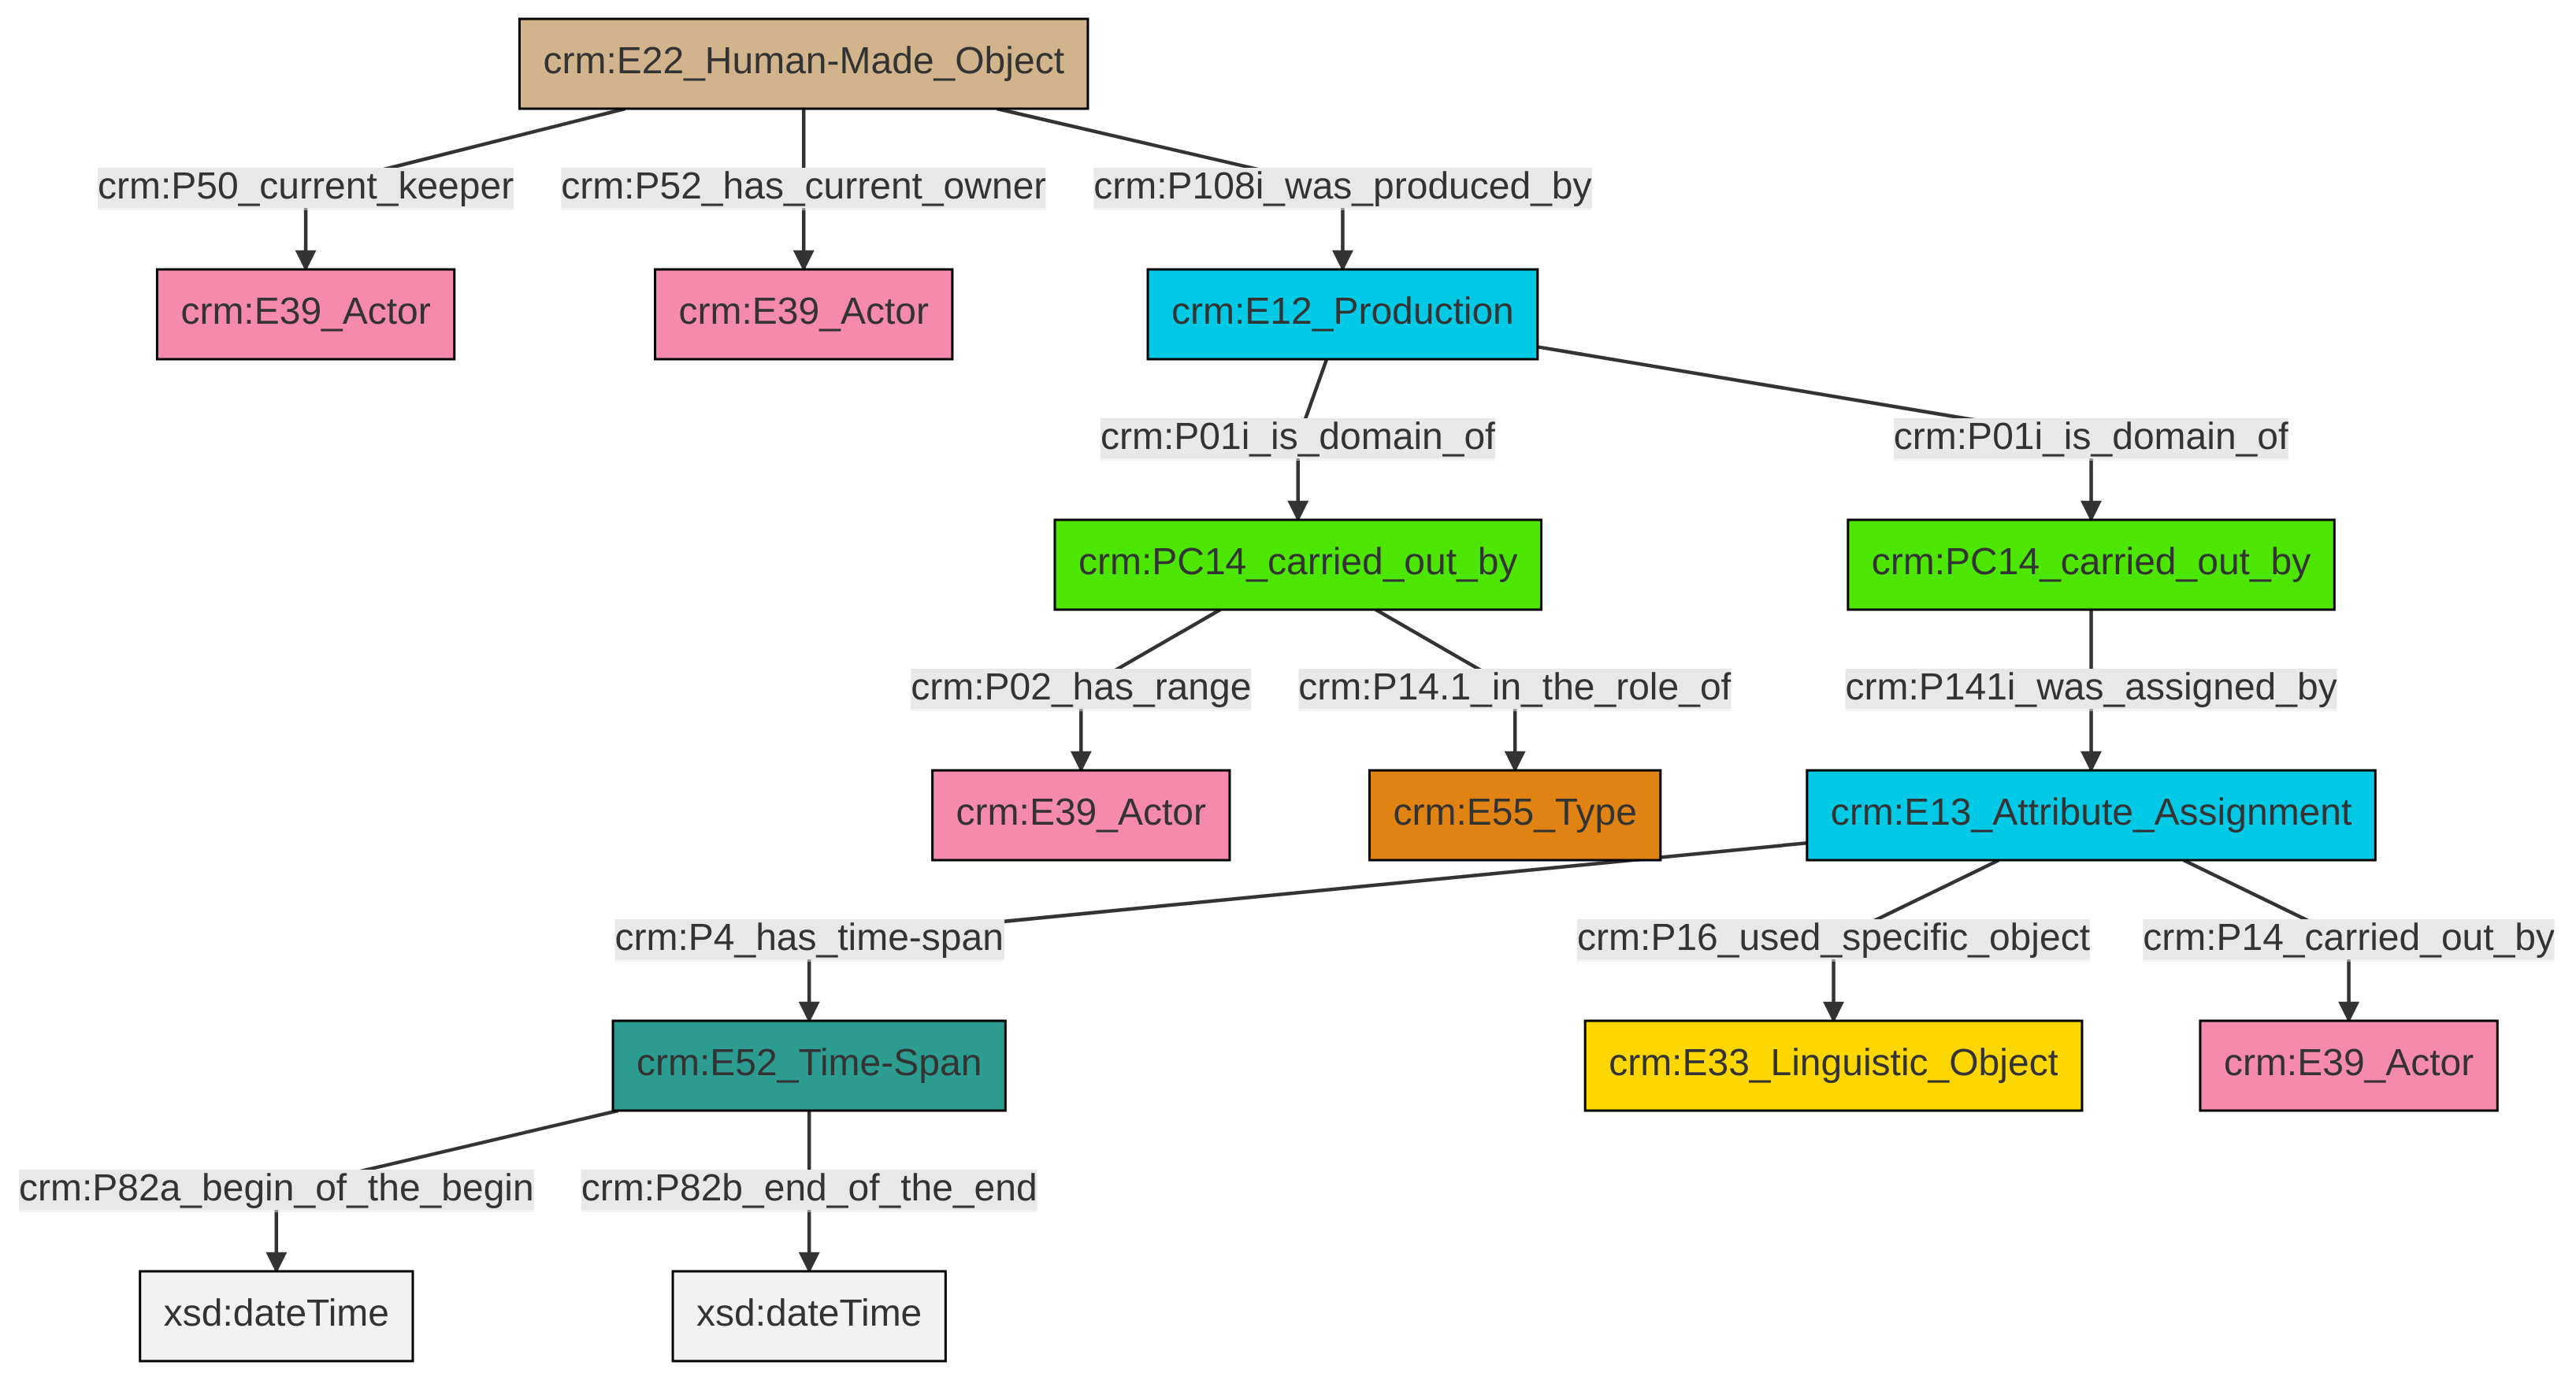 crm:E22_Human-Made_Object
crm:P50_current_keeper
crm:P52_has_current_owner
crm:P108i_was_produced_by
crm:E39_Actor
crm:E39_Actor
crm:E12_Production
crm:P01i_is_domain_of
crm:P01i_is_domain_of
crm:PC14_carried_out_by
crm:PC14_carried_out_by
crm:P02_has_range
crm:P14.1_in_the_role_of
crm:P141i_was_assigned_by
crm:E39_Actor
crm:E55_Type
crm:E13_Attribute_Assignment
crm:P4_has_time-span
crm:P16_used_specific_object
crm:P14_carried_out_by
crm:E52_Time-Span
crm:E33_Linguistic_Object
crm:E39_Actor
crm:P82a_begin_of_the_begin
crm:P82b_end_of_the_end
xsd:dateTime
xsd:dateTime